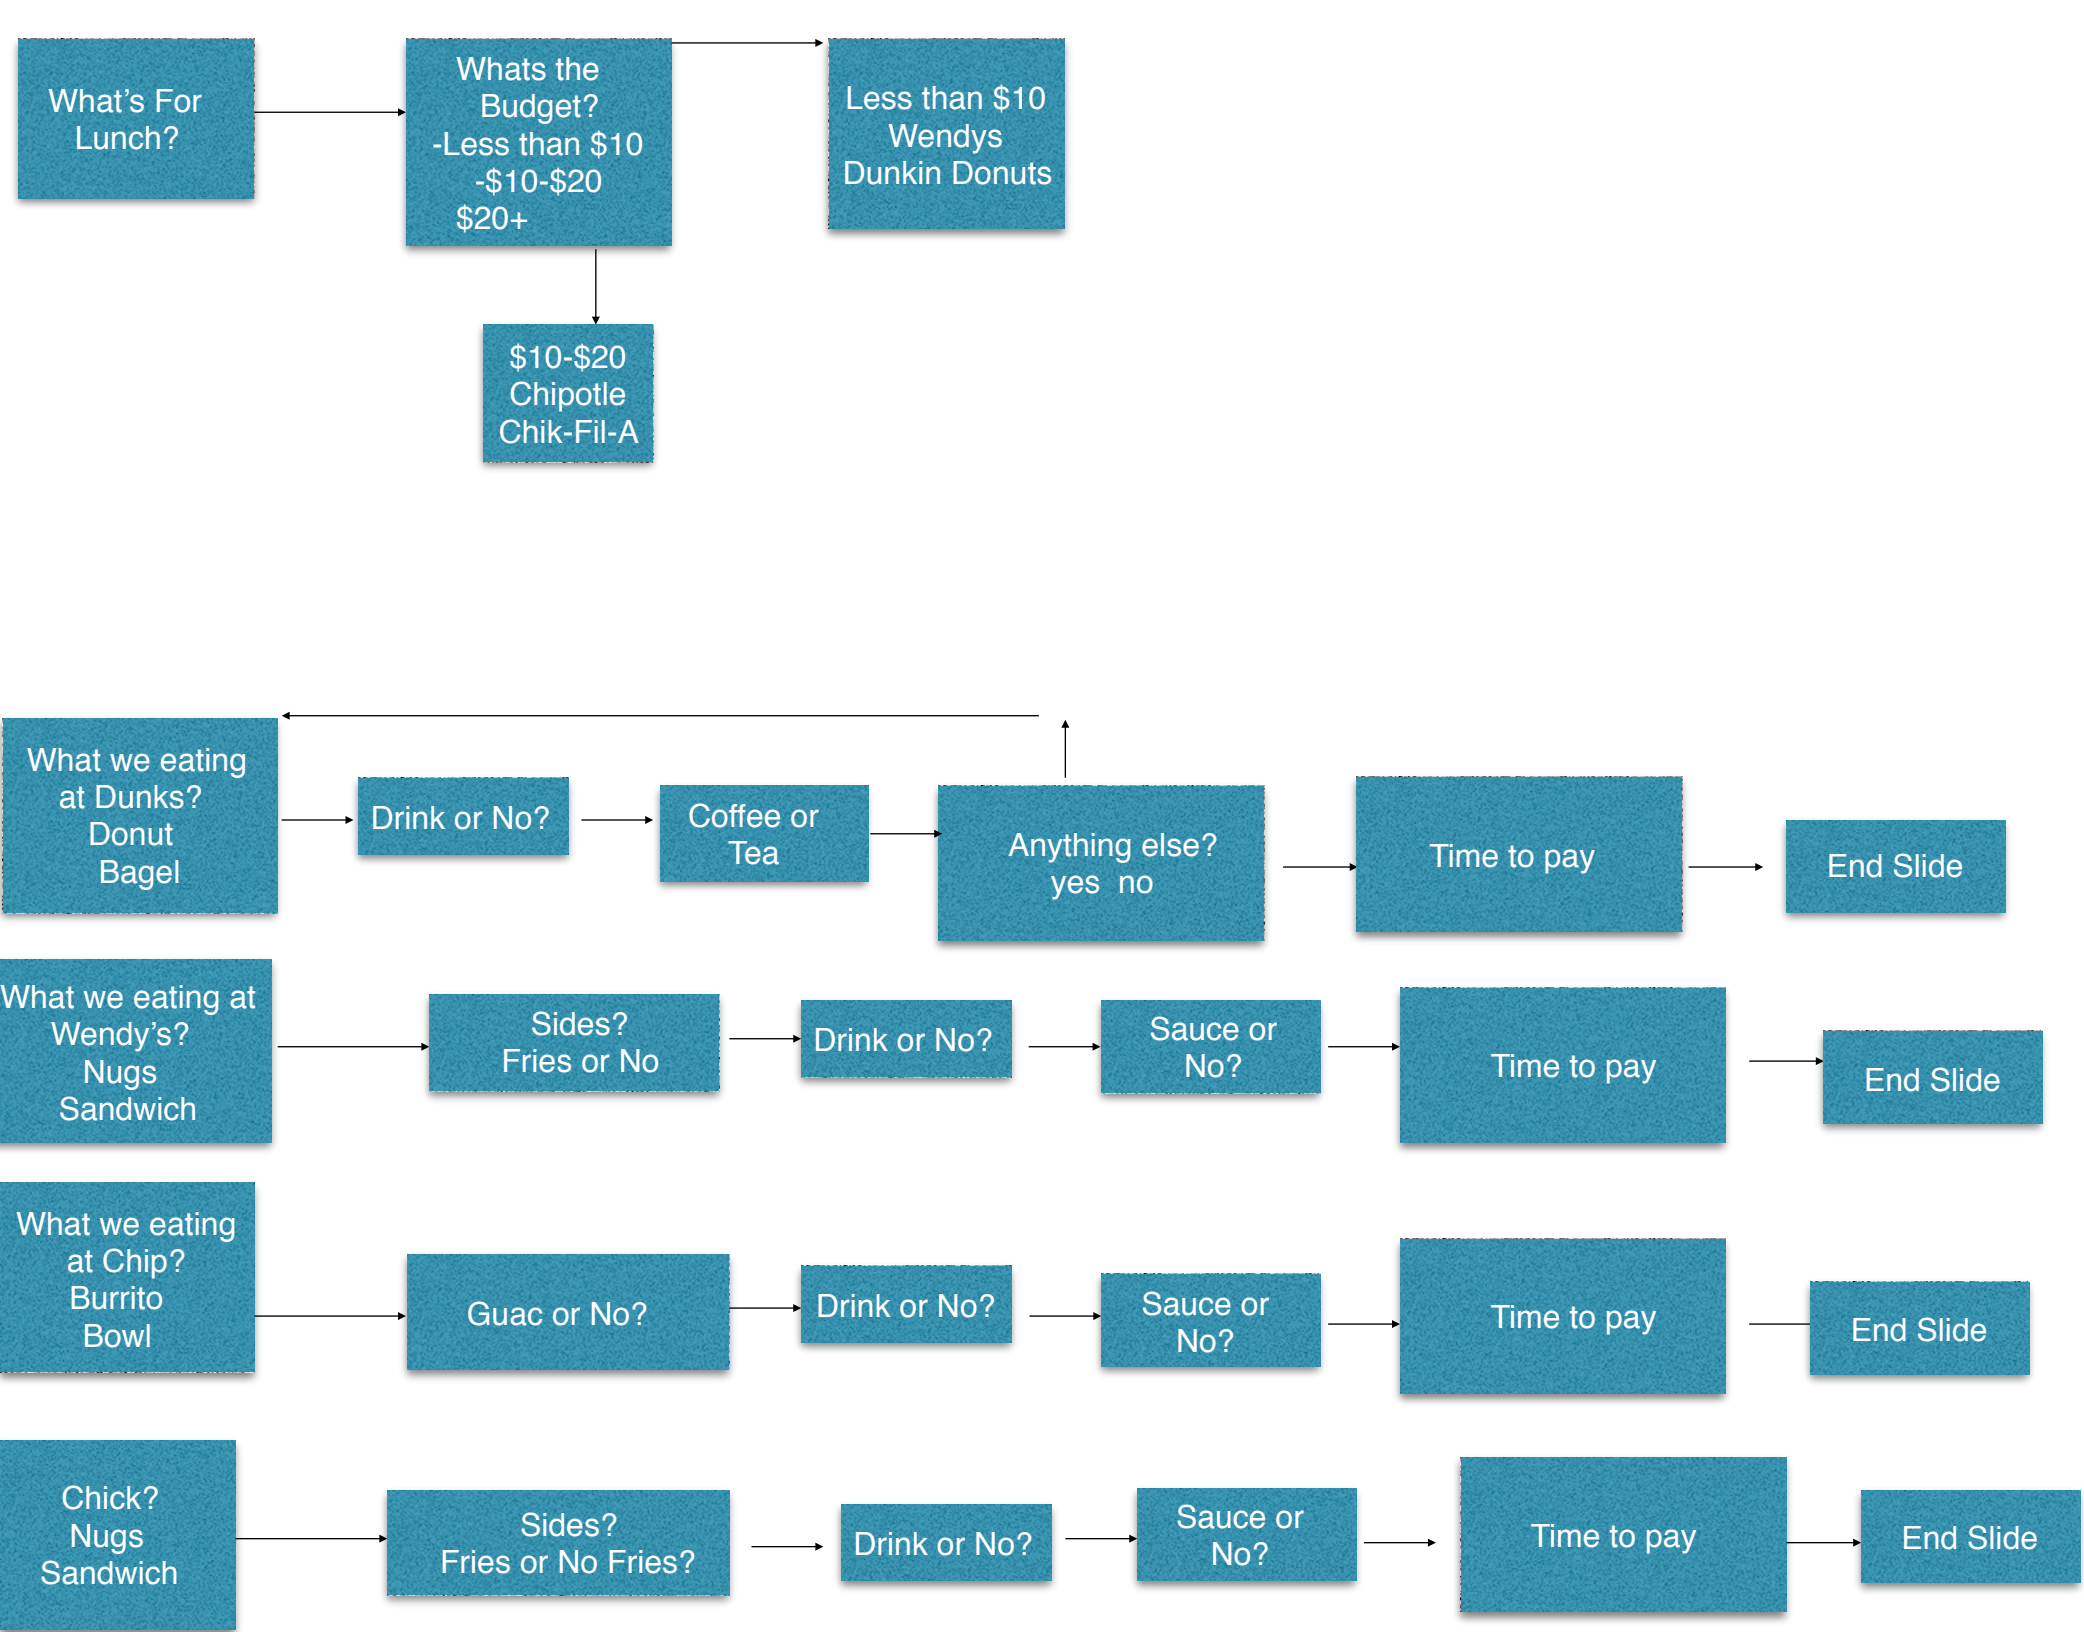 What’s For
Lunch?
Whats the
Budget?
-Less than $10
-$10-$20
$20+
Less than $10
Wendys
Dunkin Donuts
$10-$20
Chipotle
Chik-Fil-A
What we eating
at Dunks?
Donut
Bagel
Drink or No?
Coffee or
Tea
Anything else?
yes no
Time to pay
End Slide
What we eating at
Wendy’s?
Nugs
Sandwich
Sides?
Fries or No
Drink or No?
Sauce or
No?
Time to pay
End Slide
What we eating
at Chip?
Burrito
Bowl
Guac or No?
Drink or No?
Sauce or
No?
Time to pay
End Slide
Chick?
Nugs
Sandwich
Sides?
Fries or No Fries?
Drink or No?
Sauce or
No?
Time to pay
End Slide